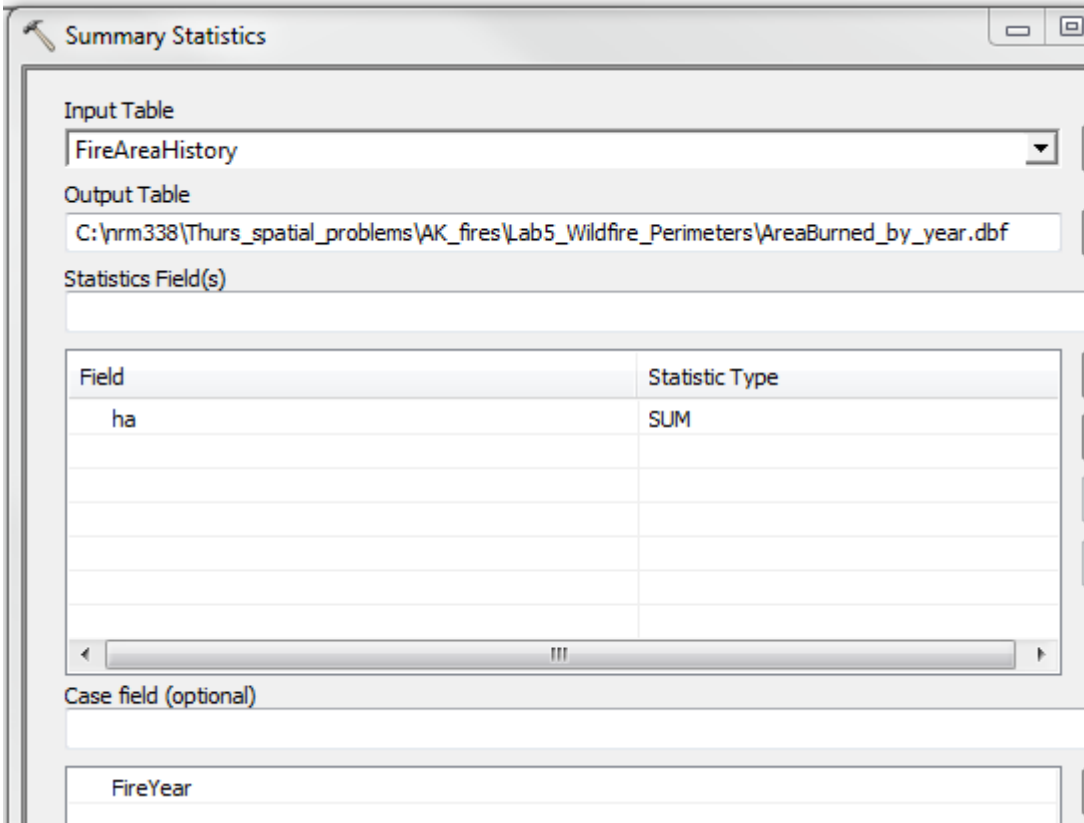 Summary Statistics
Input Table
FireAreaHistory
Output Table
C:\nrm338\Thurs_spatial_problems\AK_fires\Lab5_Wildfire_Perimeters\AreaBurned_by_year.dbf
Statistics Field(s)
Field Statistic Type
ha SUM
Case field (optional)
FireYear